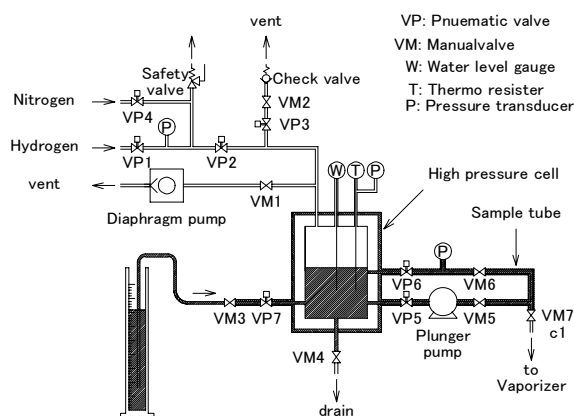 vent
vent
VP: Pnuematic valve
VM: Manualvalve
W: Water level gauge
T: Thermo resister
P: Pressure transducer
Safety
valve
Check valve
VM2
Nitrogen
VP4
P
VP3
Hydrogen
VP1
VP2
W
T
P
vent
VM1
Diaphragm pump
High pressure cell
Sample tube
P
VP6
VM6
VM3
VP7
VP5
VM5
Plunger
pump
VM7
c1
VM4
to
Vaporizer
drain